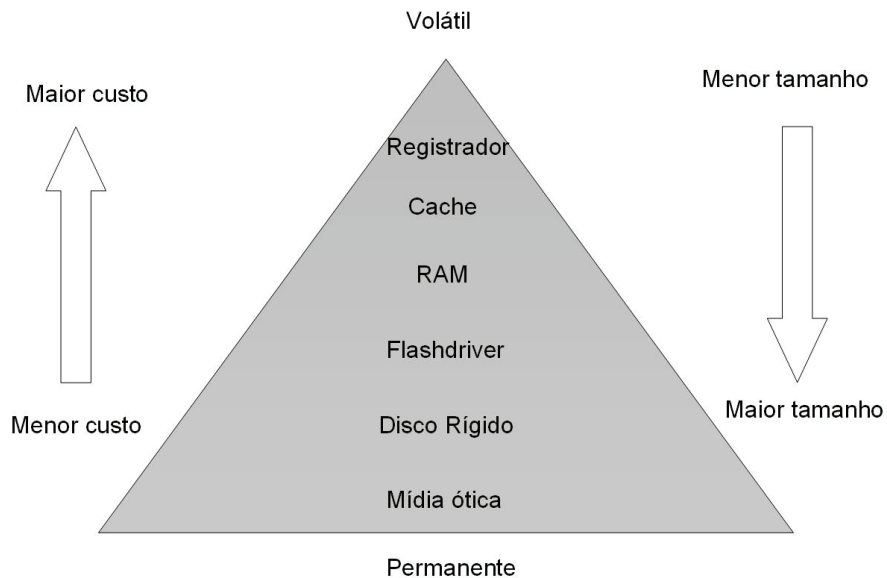 Volátil
Maior custo
Menor tamanho
Registrador
Cache
RAM
Flashdriver
Disco Rígido
Menor custo
Maior tamanho
Mídia ótica
Permanente